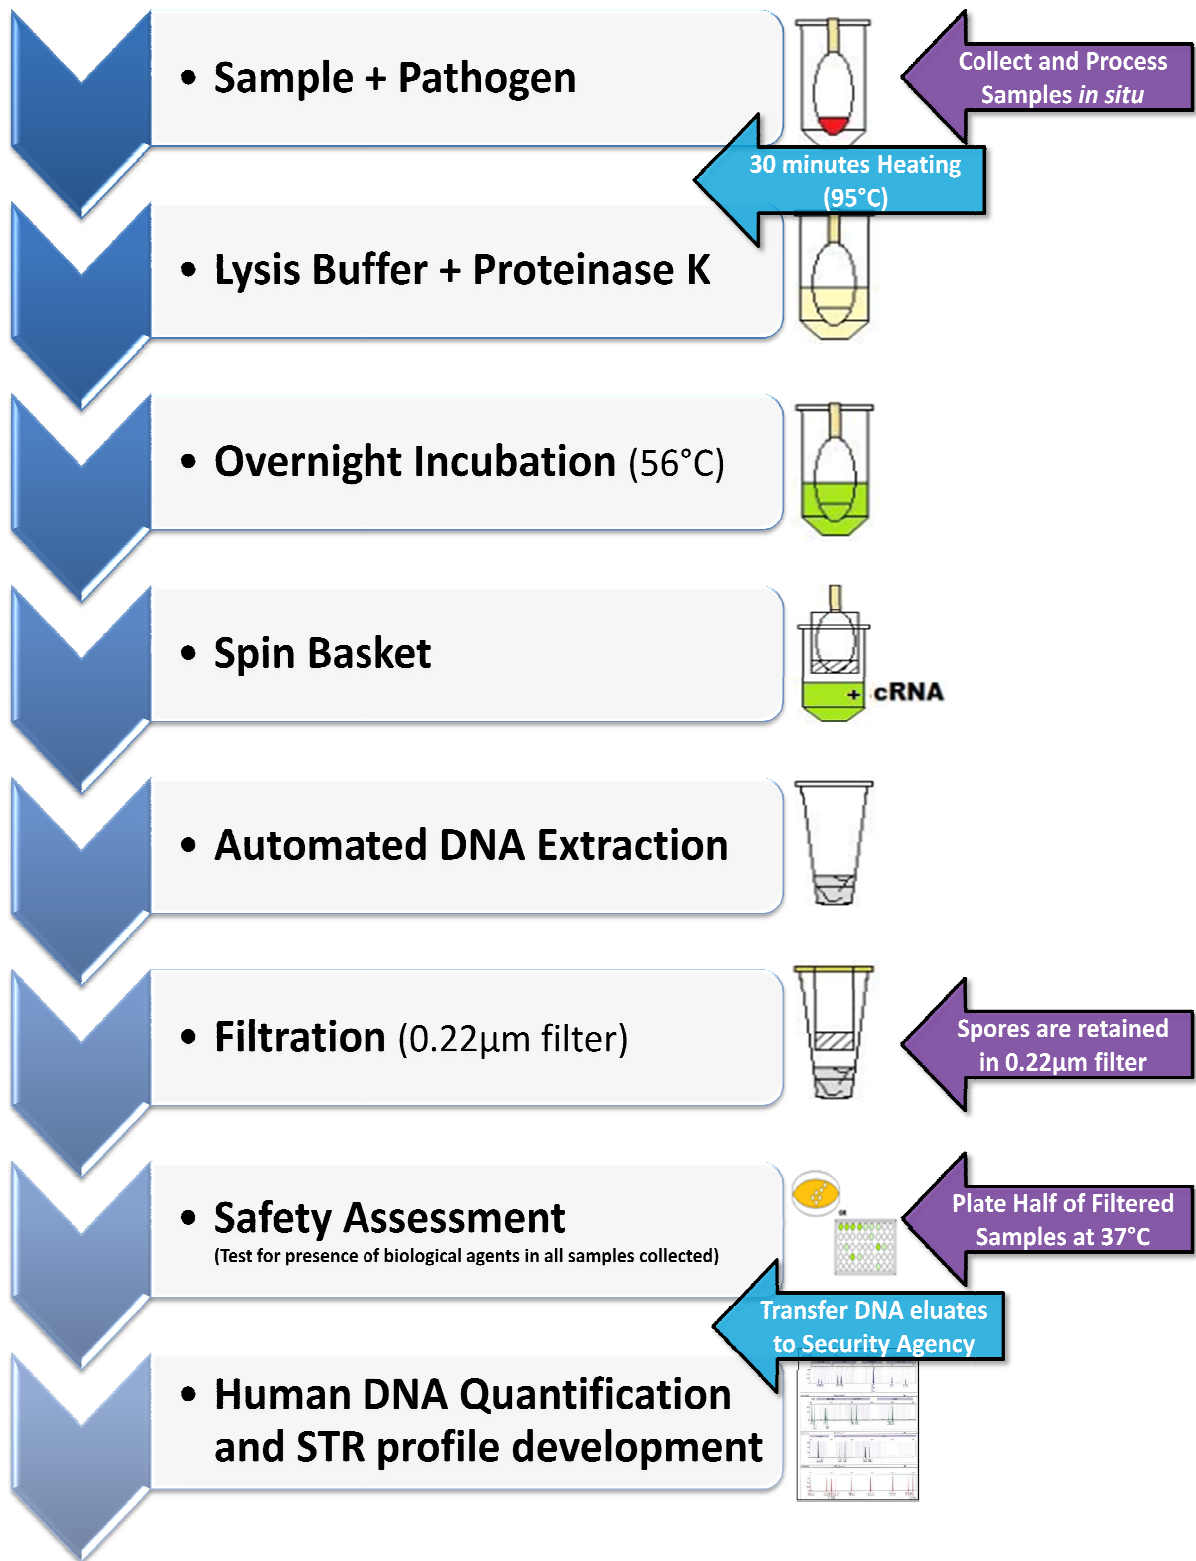 • Sample + Pathogen
Collect and Process
Samples in situ
30 minutes Heating
(95°C)
• Lysis Buffer + Proteinase K
• Overnight Incubation (56°C)
• Spin Basket
+ cRNA
• Automated DNA Extraction
• Filtration (0.22µm filter)
Spores are retained
in 0.22µm filter
• Safety Assessment
(Test for presence of biological agents in all samples collected)
OR
Plate Half of Filtered
Samples at 37°C
Transfer DNA eluates
to Security Agency
• Human DNA Quantification
and STR profile development